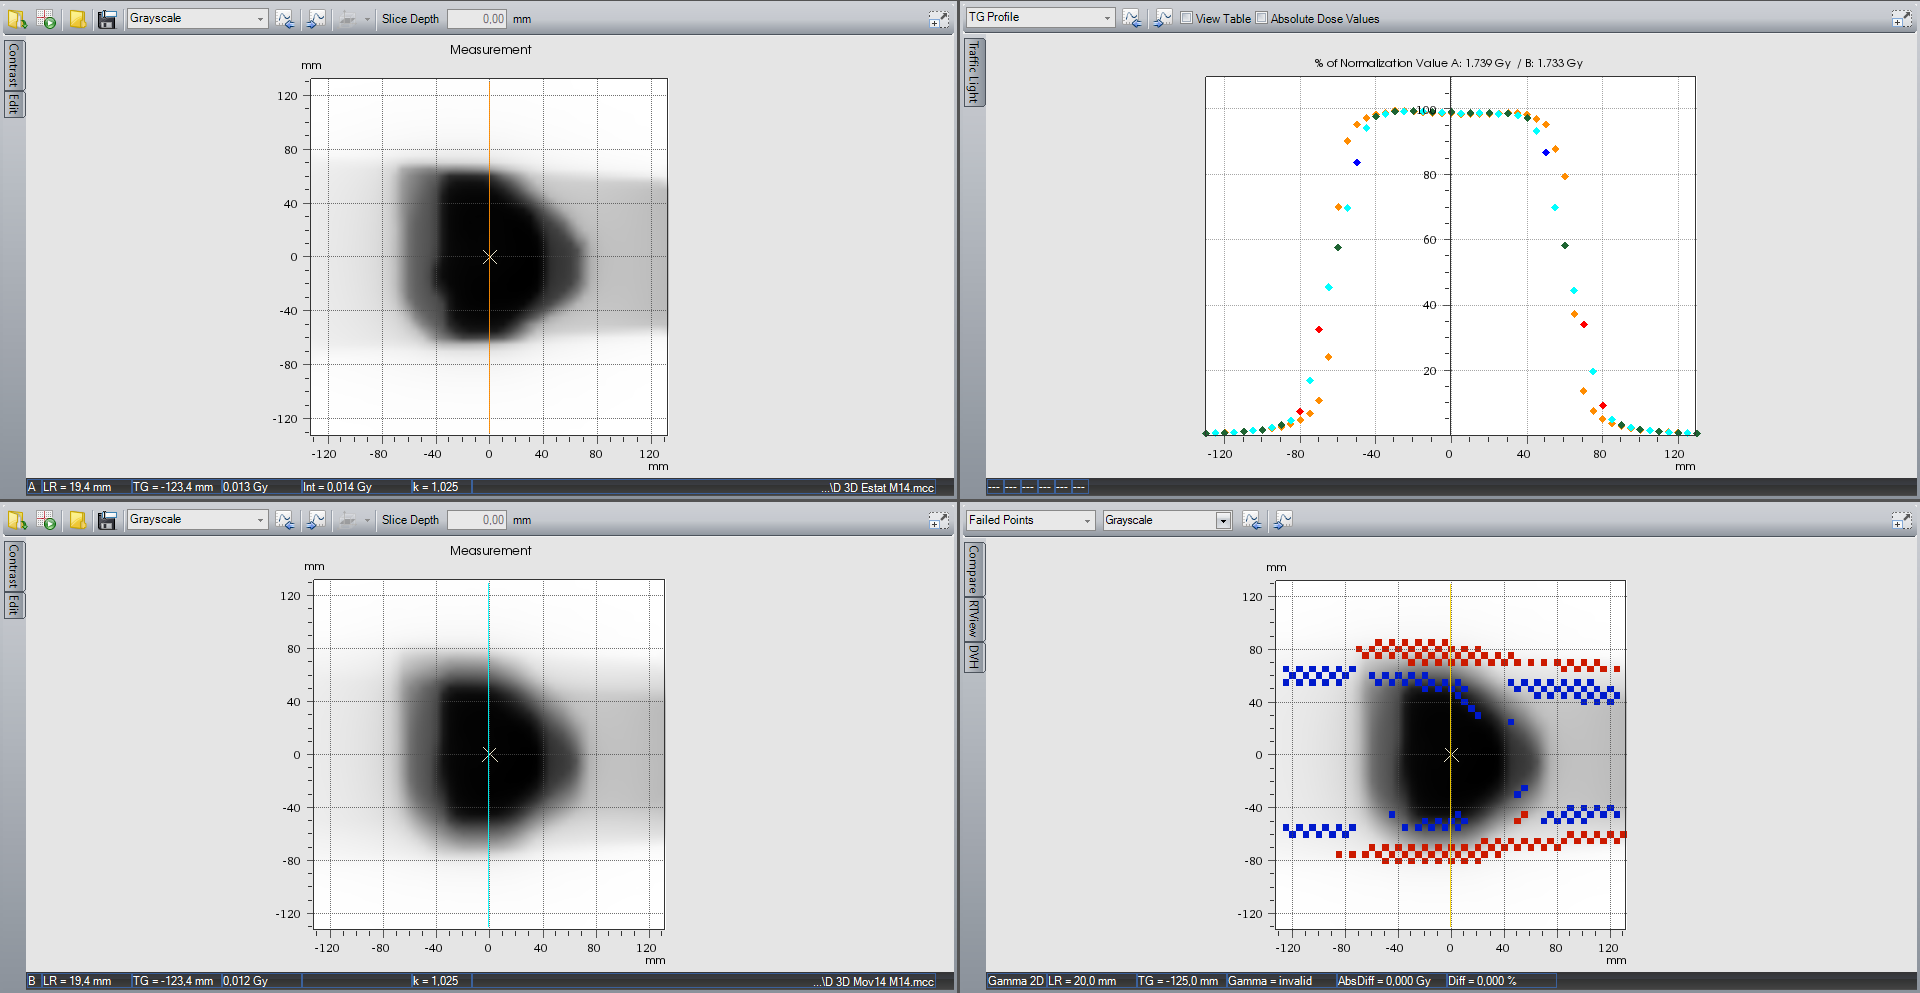 Grayscale
Slice Depth
0,00
mm
Contrast
Edit
Measurement
mm
120
80
40
0
-40
-80
-120
-120 -80 -40 0 40 80 120
mm
A LR = 19,4 mm TG = -123,4 mm 0,013 Gy Int = 0,014 Gy k = 1,025 ...\D 3D Estat M14.mcc
TG Profile
View Table
Absolute Dose Values
Traffic Light
% of Normalization Value A: 1.739 Gy / B: 1.733 Gy
100
80
60
40
20
-120 -80 -40 0 40 80 120
mm
--- --- --- --- --- ---
Grayscale
Slice Depth
0,00
mm
Contrast
Edit
Measurement
mm
120
80
40
0
-40
-80
-120
-120 -80 -40 0 40 80 120
mm
B LR = 19,4 mm TG = -123,4 mm 0,012 Gy k = 1,025 ...\D 3D Mov14 M14.mcc
Failed Points
Grayscale
Compare
RTView
DVH
mm
120
80
40
0
-40
-80
-120
-120 -80 -40 0 40 80 120
mm
Gamma 2D LR = 20,0 mm TG = -125,0 mm Gamma = invalid AbsDiff = 0,000 Gy Diff = 0,000 %